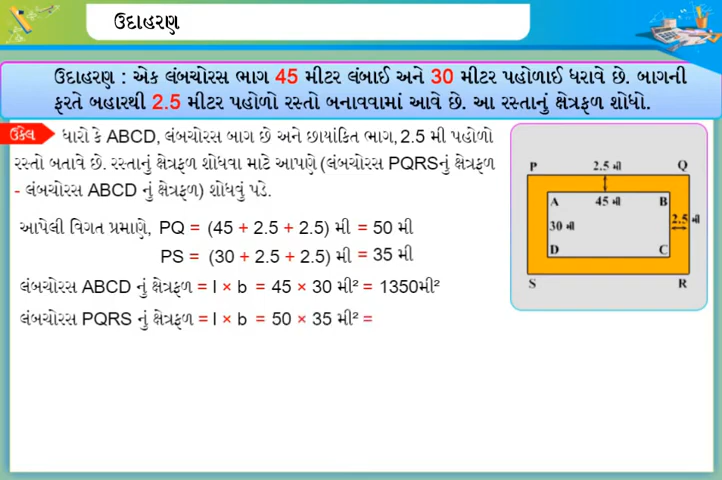 ઉદાહરણ
ઉદાહરણ : એક લંબચોરસ ભાગ 45 મીટર લંબાઈ અને 30 મીટર પહોળાઈ ધરાવે છે. બાગની
ફરતે બહારથી 2.5 મીટર પહોળો રસ્તો બનાવવામાં આવે છે. આ રસ્તાનું ક્ષેત્રફળ શોધો.
ઉકેલ ધારો કે ABCD, લંબચોરસ બાગ છે અને છાયાંકિત ભાગ, 2.5 મી પહોળો
રસ્તો બતાવે છે. રસ્તાનું ક્ષેત્રફળ શોધવા માટે આપણે (લંબચોરસ PQRSનું ક્ષેત્રફળ
- લંબચોરસ ABCD નું ક્ષેત્રફળ) શોધવું પડે.
આપેલી વિગત પ્રમાણે, PQ = (45 + 2.5 + 2.5) મી = 50 મી
PS = (30 + 2.5 + 2.5) મી = 35 મી
લંબચોરસ ABCD નું ક્ષેત્રફળ = l × b = 45 × 30 મી² = 1350મી²
લંબચોરસ PQRS નું ક્ષેત્રફળ = l × b = 50 × 35 મી² =
P 2.5 મી Q
A 45 મી B
30 મી 2.5 મી
D C
S R